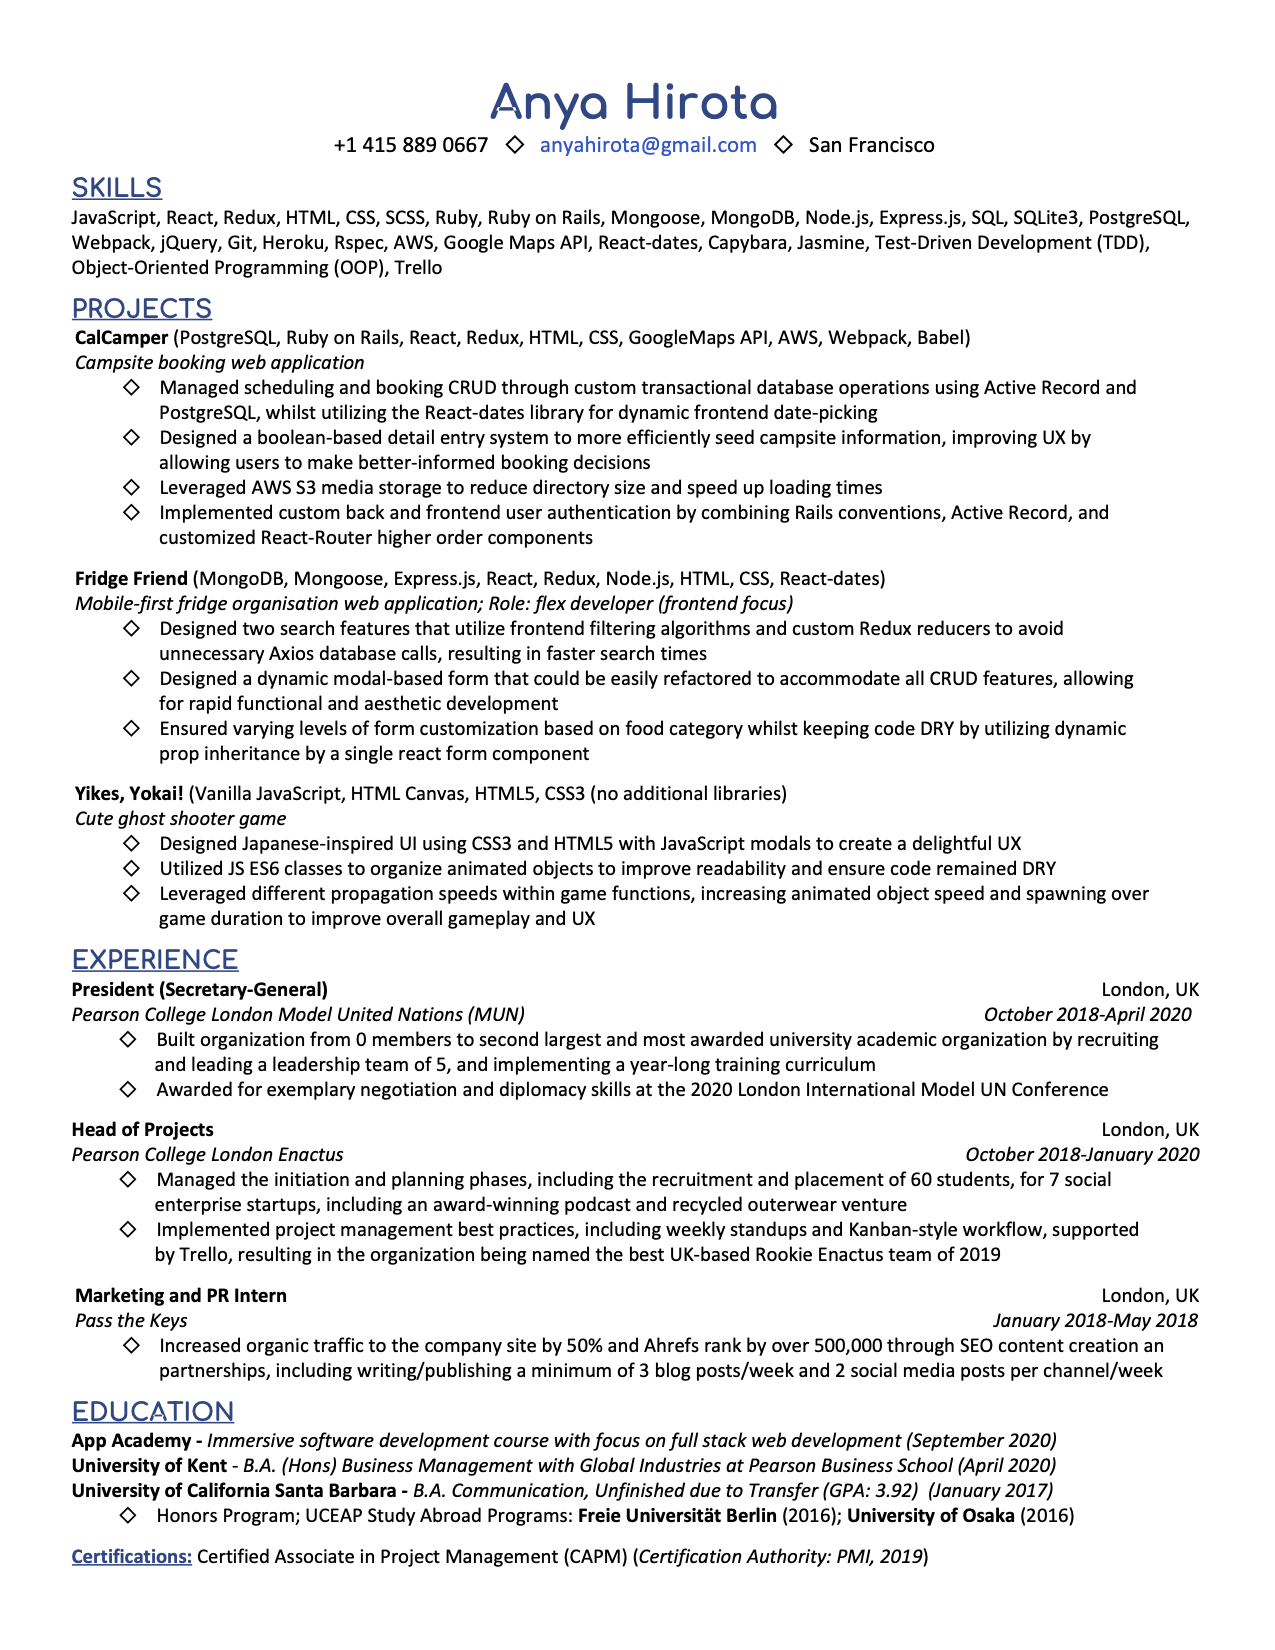 Anya Hirota
+1 415 889 0667 ◇ anyahirota@gmail.com ◇ San Francisco
SKILLS
JavaScript, React, Redux, HTML, CSS, SCSS, Ruby, Ruby on Rails, Mongoose, MongoDB, Node.js, Express.js, SQL, SQLite3, PostgreSQL,
Webpack, jQuery, Git, Heroku, Rspec, AWS, Google Maps API, React-dates, Capybara, Jasmine, Test-Driven Development (TDD),
Object-Oriented Programming (OOP), Trello
PROJECTS
CalCamper (PostgreSQL, Ruby on Rails, React, Redux, HTML, CSS, GoogleMaps API, AWS, Webpack, Babel)
Campsite booking web application
◇ Managed scheduling and booking CRUD through custom transactional database operations using Active Record and
PostgreSQL, whilst utilizing the React-dates library for dynamic frontend date-picking
◇ Designed a boolean-based detail entry system to more efficiently seed campsite information, improving UX by
allowing users to make better-informed booking decisions
◇ Leveraged AWS S3 media storage to reduce directory size and speed up loading times
◇ Implemented custom back and frontend user authentication by combining Rails conventions, Active Record, and
customized React-Router higher order components
Fridge Friend (MongoDB, Mongoose, Express.js, React, Redux, Node.js, HTML, CSS, React-dates)
Mobile-first fridge organisation web application; Role: flex developer (frontend focus)
◇ Designed two search features that utilize frontend filtering algorithms and custom Redux reducers to avoid
unnecessary Axios database calls, resulting in faster search times
◇ Designed a dynamic modal-based form that could be easily refactored to accommodate all CRUD features, allowing
for rapid functional and aesthetic development
◇ Ensured varying levels of form customization based on food category whilst keeping code DRY by utilizing dynamic
prop inheritance by a single react form component
Yikes, Yokai! (Vanilla JavaScript, HTML Canvas, HTML5, CSS3 (no additional libraries)
Cute ghost shooter game
◇ Designed Japanese-inspired UI using CSS3 and HTML5 with JavaScript modals to create a delightful UX
◇ Utilized JS ES6 classes to organize animated objects to improve readability and ensure code remained DRY
◇ Leveraged different propagation speeds within game functions, increasing animated object speed and spawning over
game duration to improve overall gameplay and UX
EXPERIENCE
President (Secretary-General) London, UK
Pearson College London Model United Nations (MUN) October 2018-April 2020
◇ Built organization from 0 members to second largest and most awarded university academic organization by recruiting
and leading a leadership team of 5, and implementing a year-long training curriculum
◇ Awarded for exemplary negotiation and diplomacy skills at the 2020 London International Model UN Conference
Head of Projects London, UK
Pearson College London Enactus October 2018-January 2020
◇ Managed the initiation and planning phases, including the recruitment and placement of 60 students, for 7 social
enterprise startups, including an award-winning podcast and recycled outerwear venture
◇ Implemented project management best practices, including weekly standups and Kanban-style workflow, supported
by Trello, resulting in the organization being named the best UK-based Rookie Enactus team of 2019
Marketing and PR Intern London, UK
Pass the Keys January 2018-May 2018
◇ Increased organic traffic to the company site by 50% and Ahrefs rank by over 500,000 through SEO content creation an
partnerships, including writing/publishing a minimum of 3 blog posts/week and 2 social media posts per channel/week
EDUCATION
App Academy - Immersive software development course with focus on full stack web development (September 2020)
University of Kent - B.A. (Hons) Business Management with Global Industries at Pearson Business School (April 2020)
University of California Santa Barbara - B.A. Communication, Unfinished due to Transfer (GPA: 3.92) (January 2017)
◇ Honors Program; UCEAP Study Abroad Programs: Freie Universität Berlin (2016); University of Osaka (2016)
Certifications: Certified Associate in Project Management (CAPM) (Certification Authority: PMI, 2019)